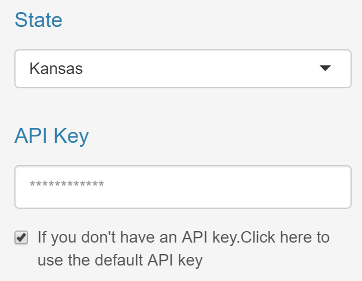 State
Kansas
API Key
************
If you don't have an API key.Click here to
use the default API key